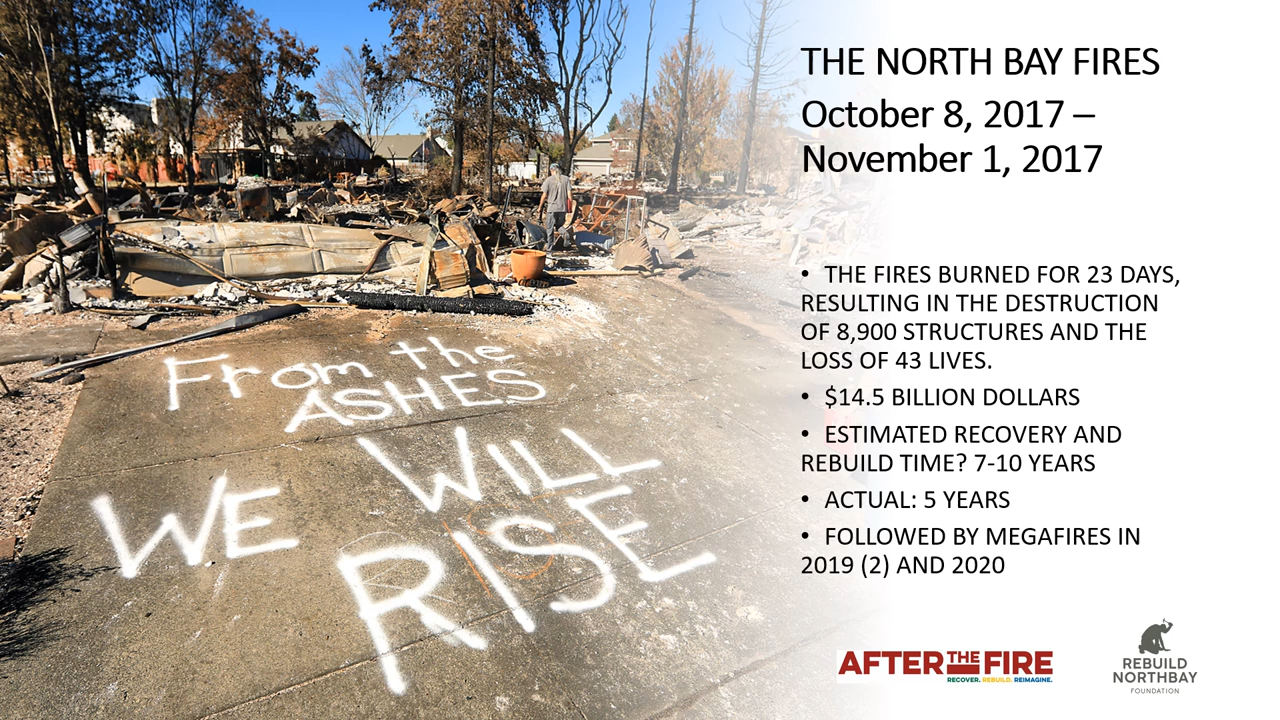 THE NORTH BAY FIRES
October 8, 2017 –
November 1, 2017
• THE FIRES BURNED FOR 23 DAYS,
RESULTING IN THE DESTRUCTION
OF 8,900 STRUCTURES AND THE
LOSS OF 43 LIVES.
• $14.5 BILLION DOLLARS
• ESTIMATED RECOVERY AND
REBUILD TIME? 7-10 YEARS
• ACTUAL: 5 YEARS
• FOLLOWED BY MEGAFIRES IN
2019 (2) AND 2020
From the
ASHES
WE WILL
RISE
AFTER THE FIRE
RECOVER. REBUILD. REIMAGINE.
REBUILD
NORTHBAY
FOUNDATION